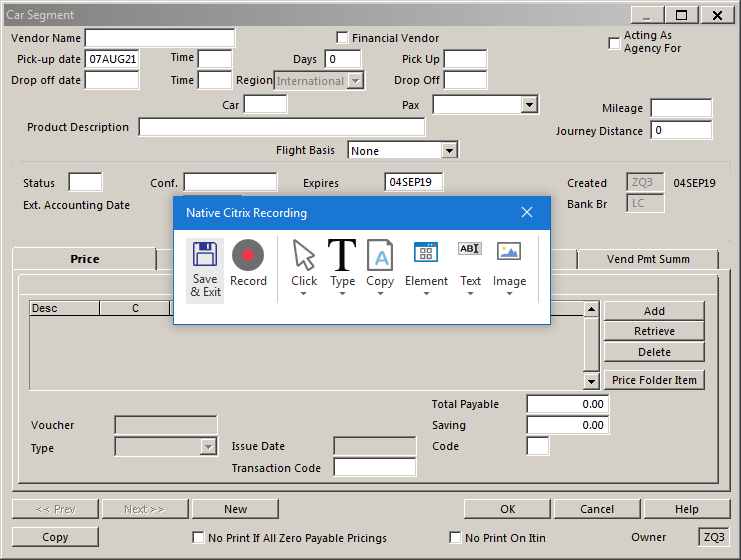 Car Segment
Vendor Name
Financial Vendor
Acting As
Agency For
Pick-up date 07AUG21 Time Days 0 Pick Up
Drop off date Time Region International Drop Off
Car Pax Mileage
Product Description Journey Distance 0
Flight Basis None
Status Conf. Expires 04SEP19 Created ZQ3 04SEP19
Ext. Accounting Date Bank Br LC
Native Citrix Recording
Save
& Exit
Record Click Type Copy Element Text Image
T A ABI
Price Vend Pmt Summ
Desc C
Add
Retrieve
Delete
Price Folder Item
Total Payable 0.00
Voucher Saving 0.00
Type Issue Date Code
Transaction Code
<< Prev Next >> New OK Cancel Help
Copy No Print If All Zero Payable Pricings No Print On Itin Owner ZQ3